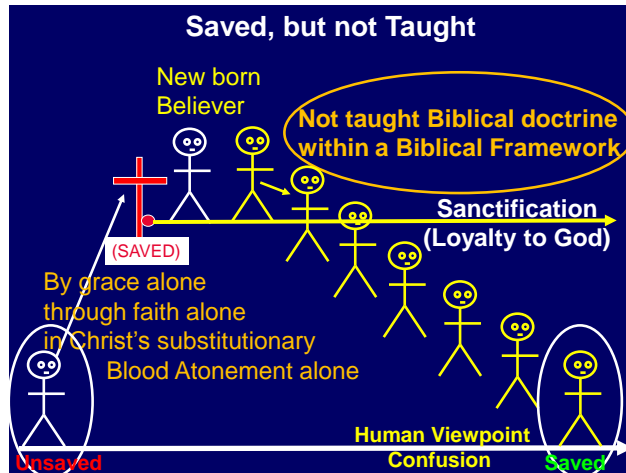 Saved, but not Taught
New born
Believer
Not taught Biblical doctrine
within a Biblical Framework
Sanctification
(Loyalty to God)
(SAVED)
By grace alone
through faith alone
in Christ's substitutionary
Blood Atonement alone
Human Viewpoint
Confusion
Unsaved
Saved